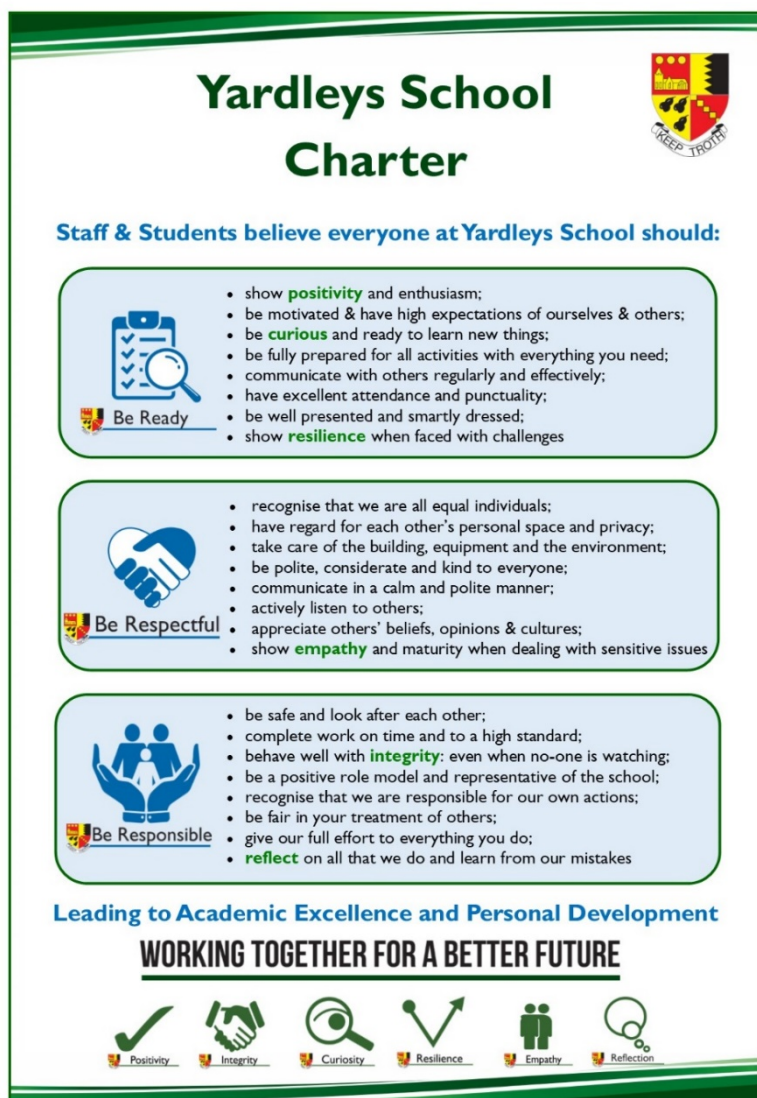 Yardleys School
Charter
KEEP TROTH
Staff & Students believe everyone at Yardleys School should:
• show positivity and enthusiasm;
• be motivated & have high expectations of ourselves & others;
• be curious and ready to learn new things;
• be fully prepared for all activities with everything you need;
• communicate with others regularly and effectively;
• have excellent attendance and punctuality;
• be well presented and smartly dressed;
• show resilience when faced with challenges
Be Ready
• recognise that we are all equal individuals;
• have regard for each other's personal space and privacy;
• take care of the building, equipment and the environment;
• be polite, considerate and kind to everyone;
• communicate in a calm and polite manner;
• actively listen to others;
• appreciate others' beliefs, opinions & cultures;
• show empathy and maturity when dealing with sensitive issues
Be Respectful
• be safe and look after each other;
• complete work on time and to a high standard;
• behave well with integrity: even when no-one is watching;
• be a positive role model and representative of the school;
• recognise that we are responsible for our own actions;
• be fair in your treatment of others;
• give our full effort to everything you do;
• reflect on all that we do and learn from our mistakes
Be Responsible
Leading to Academic Excellence and Personal Development
WORKING TOGETHER FOR A BETTER FUTURE
Positivity
Integrity
Curiosity
Resilience
Empathy
Reflection